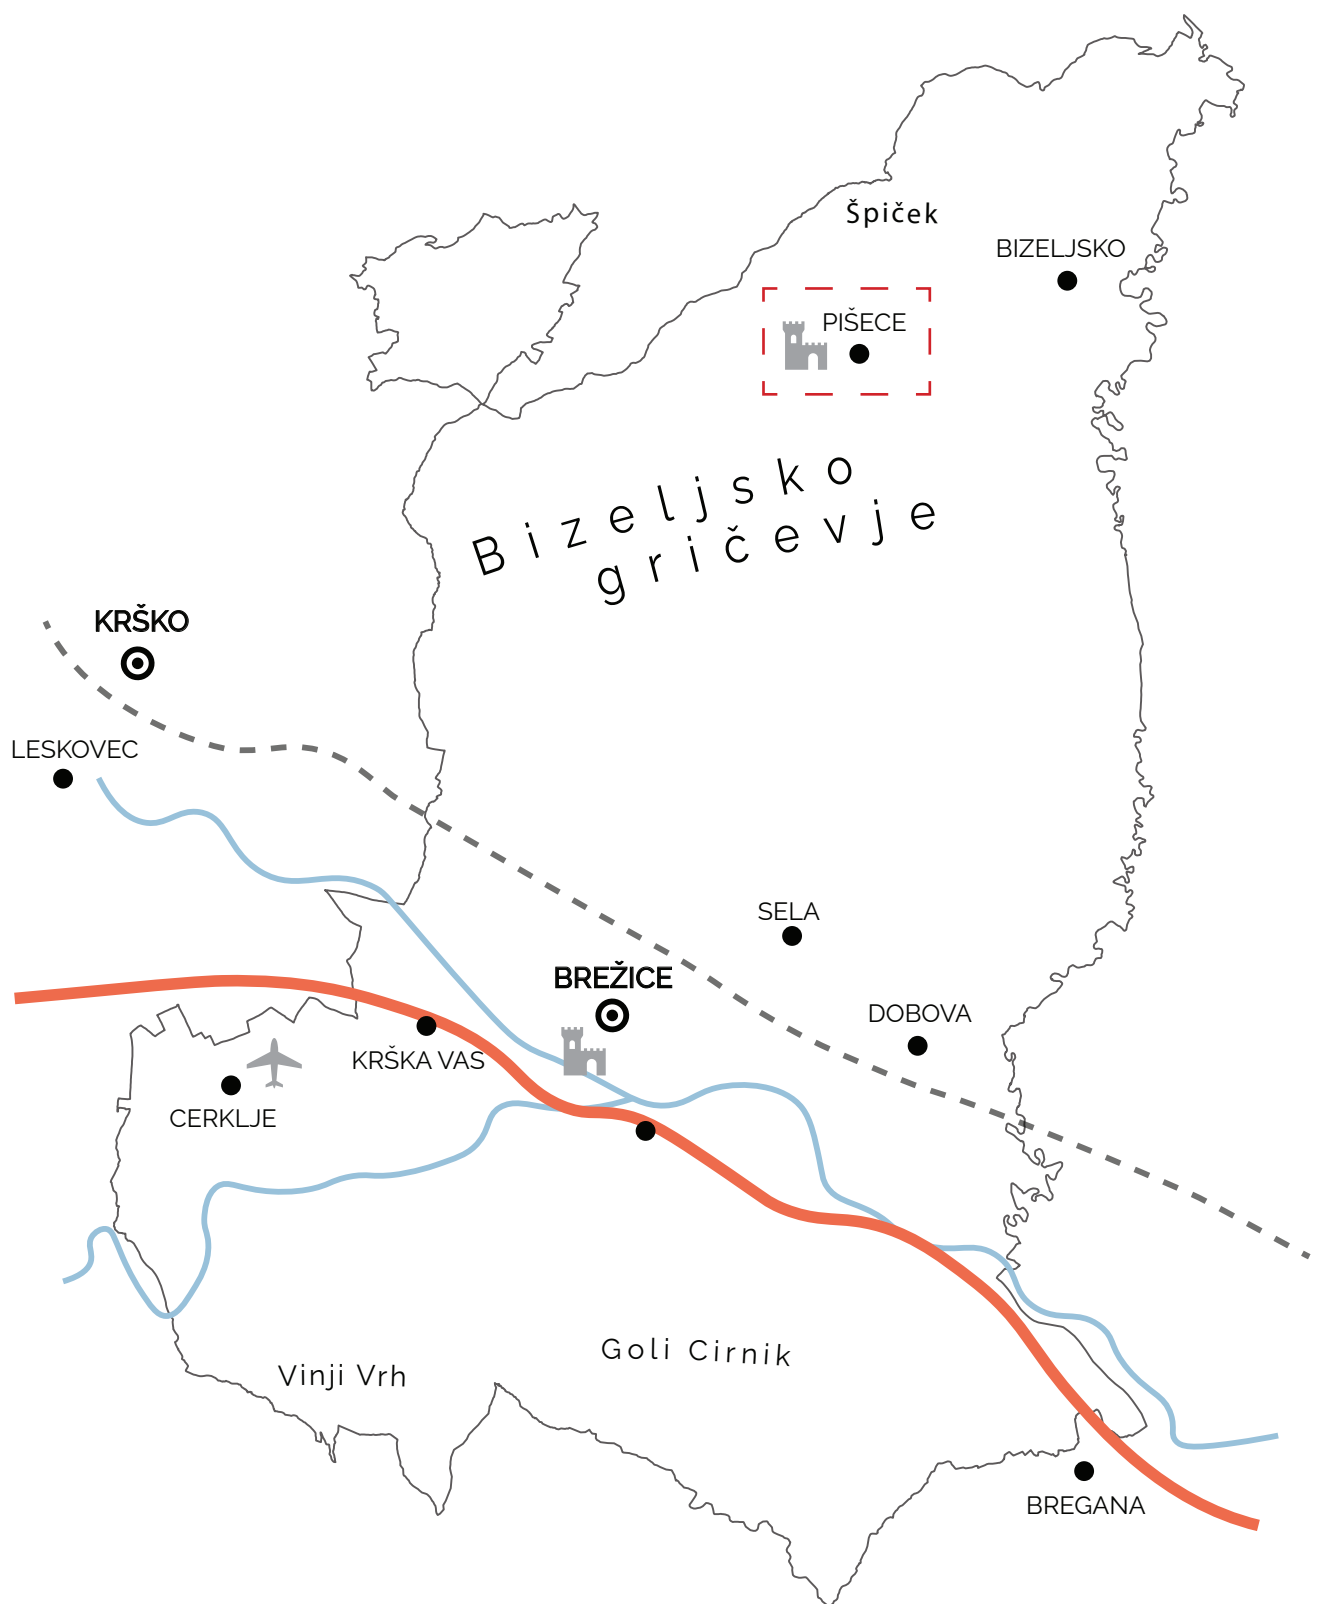 Špiček
BIZELJSKO
PIŠECE
Bizeljsko
gričevje
KRŠKO
LESKOVEC
SELA
BREŽICE
DOBOVA
KRŠKA VAS
CERKLJE
Goli Cirnik
Vinji Vrh
BREGANA